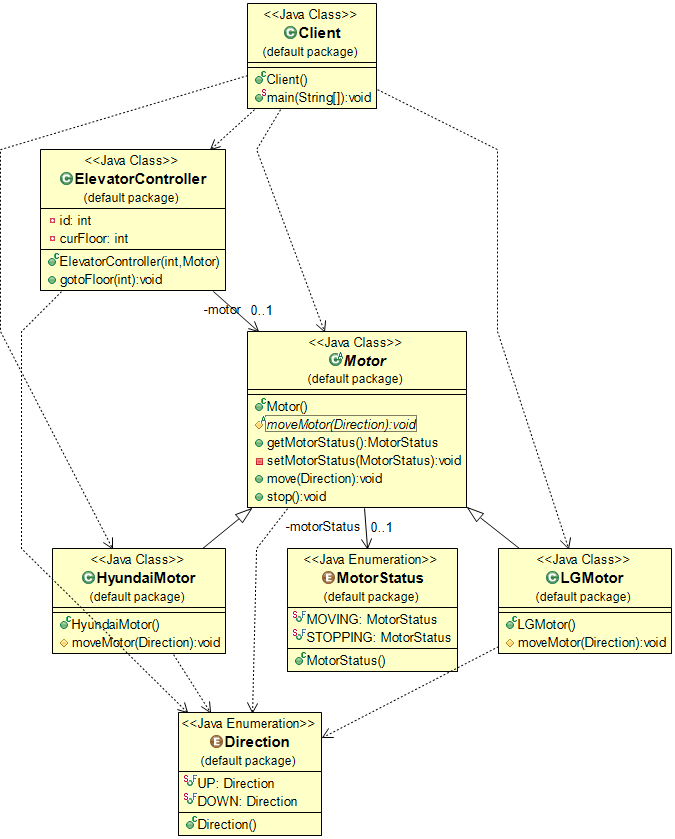 <<Java Class>>
Client
(default package)
Client()
main(String[]):void
<<Java Class>>
ElevatorController
(default package)
id: int
curFloor: int
ElevatorController(int,Motor)
gotoFloor(int):void
-motor 0..1
<<Java Class>>
Motor
(default package)
Motor()
moveMotor(Direction):void
getMotorStatus():MotorStatus
setMotorStatus(MotorStatus):void
move(Direction):void
stop():void
-motorStatus 0..1
<<Java Class>>
HyundaiMotor
(default package)
HyundaiMotor()
moveMotor(Direction):void
<<Java Enumeration>>
MotorStatus
(default package)
MOVING: MotorStatus
STOPPING: MotorStatus
MotorStatus()
<<Java Class>>
LGMotor
(default package)
LGMotor()
moveMotor(Direction):void
<<Java Enumeration>>
Direction
(default package)
UP: Direction
DOWN: Direction
Direction()